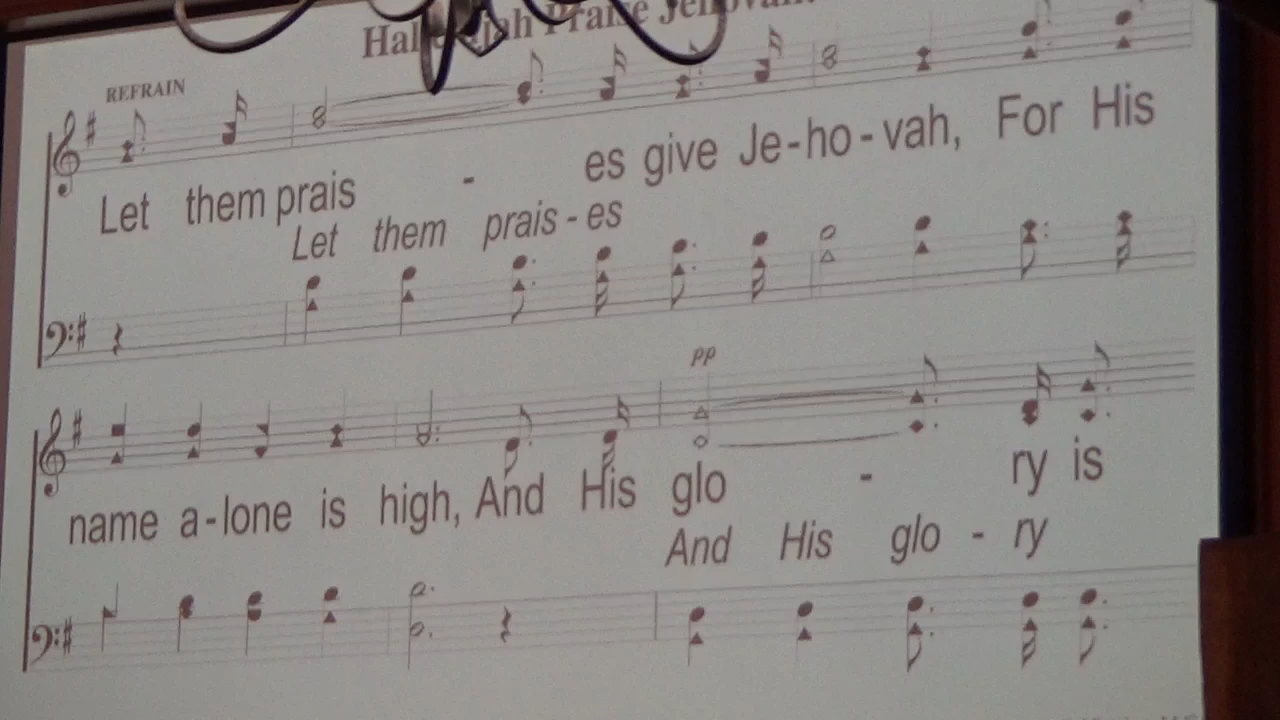 Hallelujah Praise Jehovah!
REFRAIN
Let them prais - es give Je-ho-vah, For His
Let them prais-es
pp
name a-lone is high, And His glo - ry is
And His glo - ry